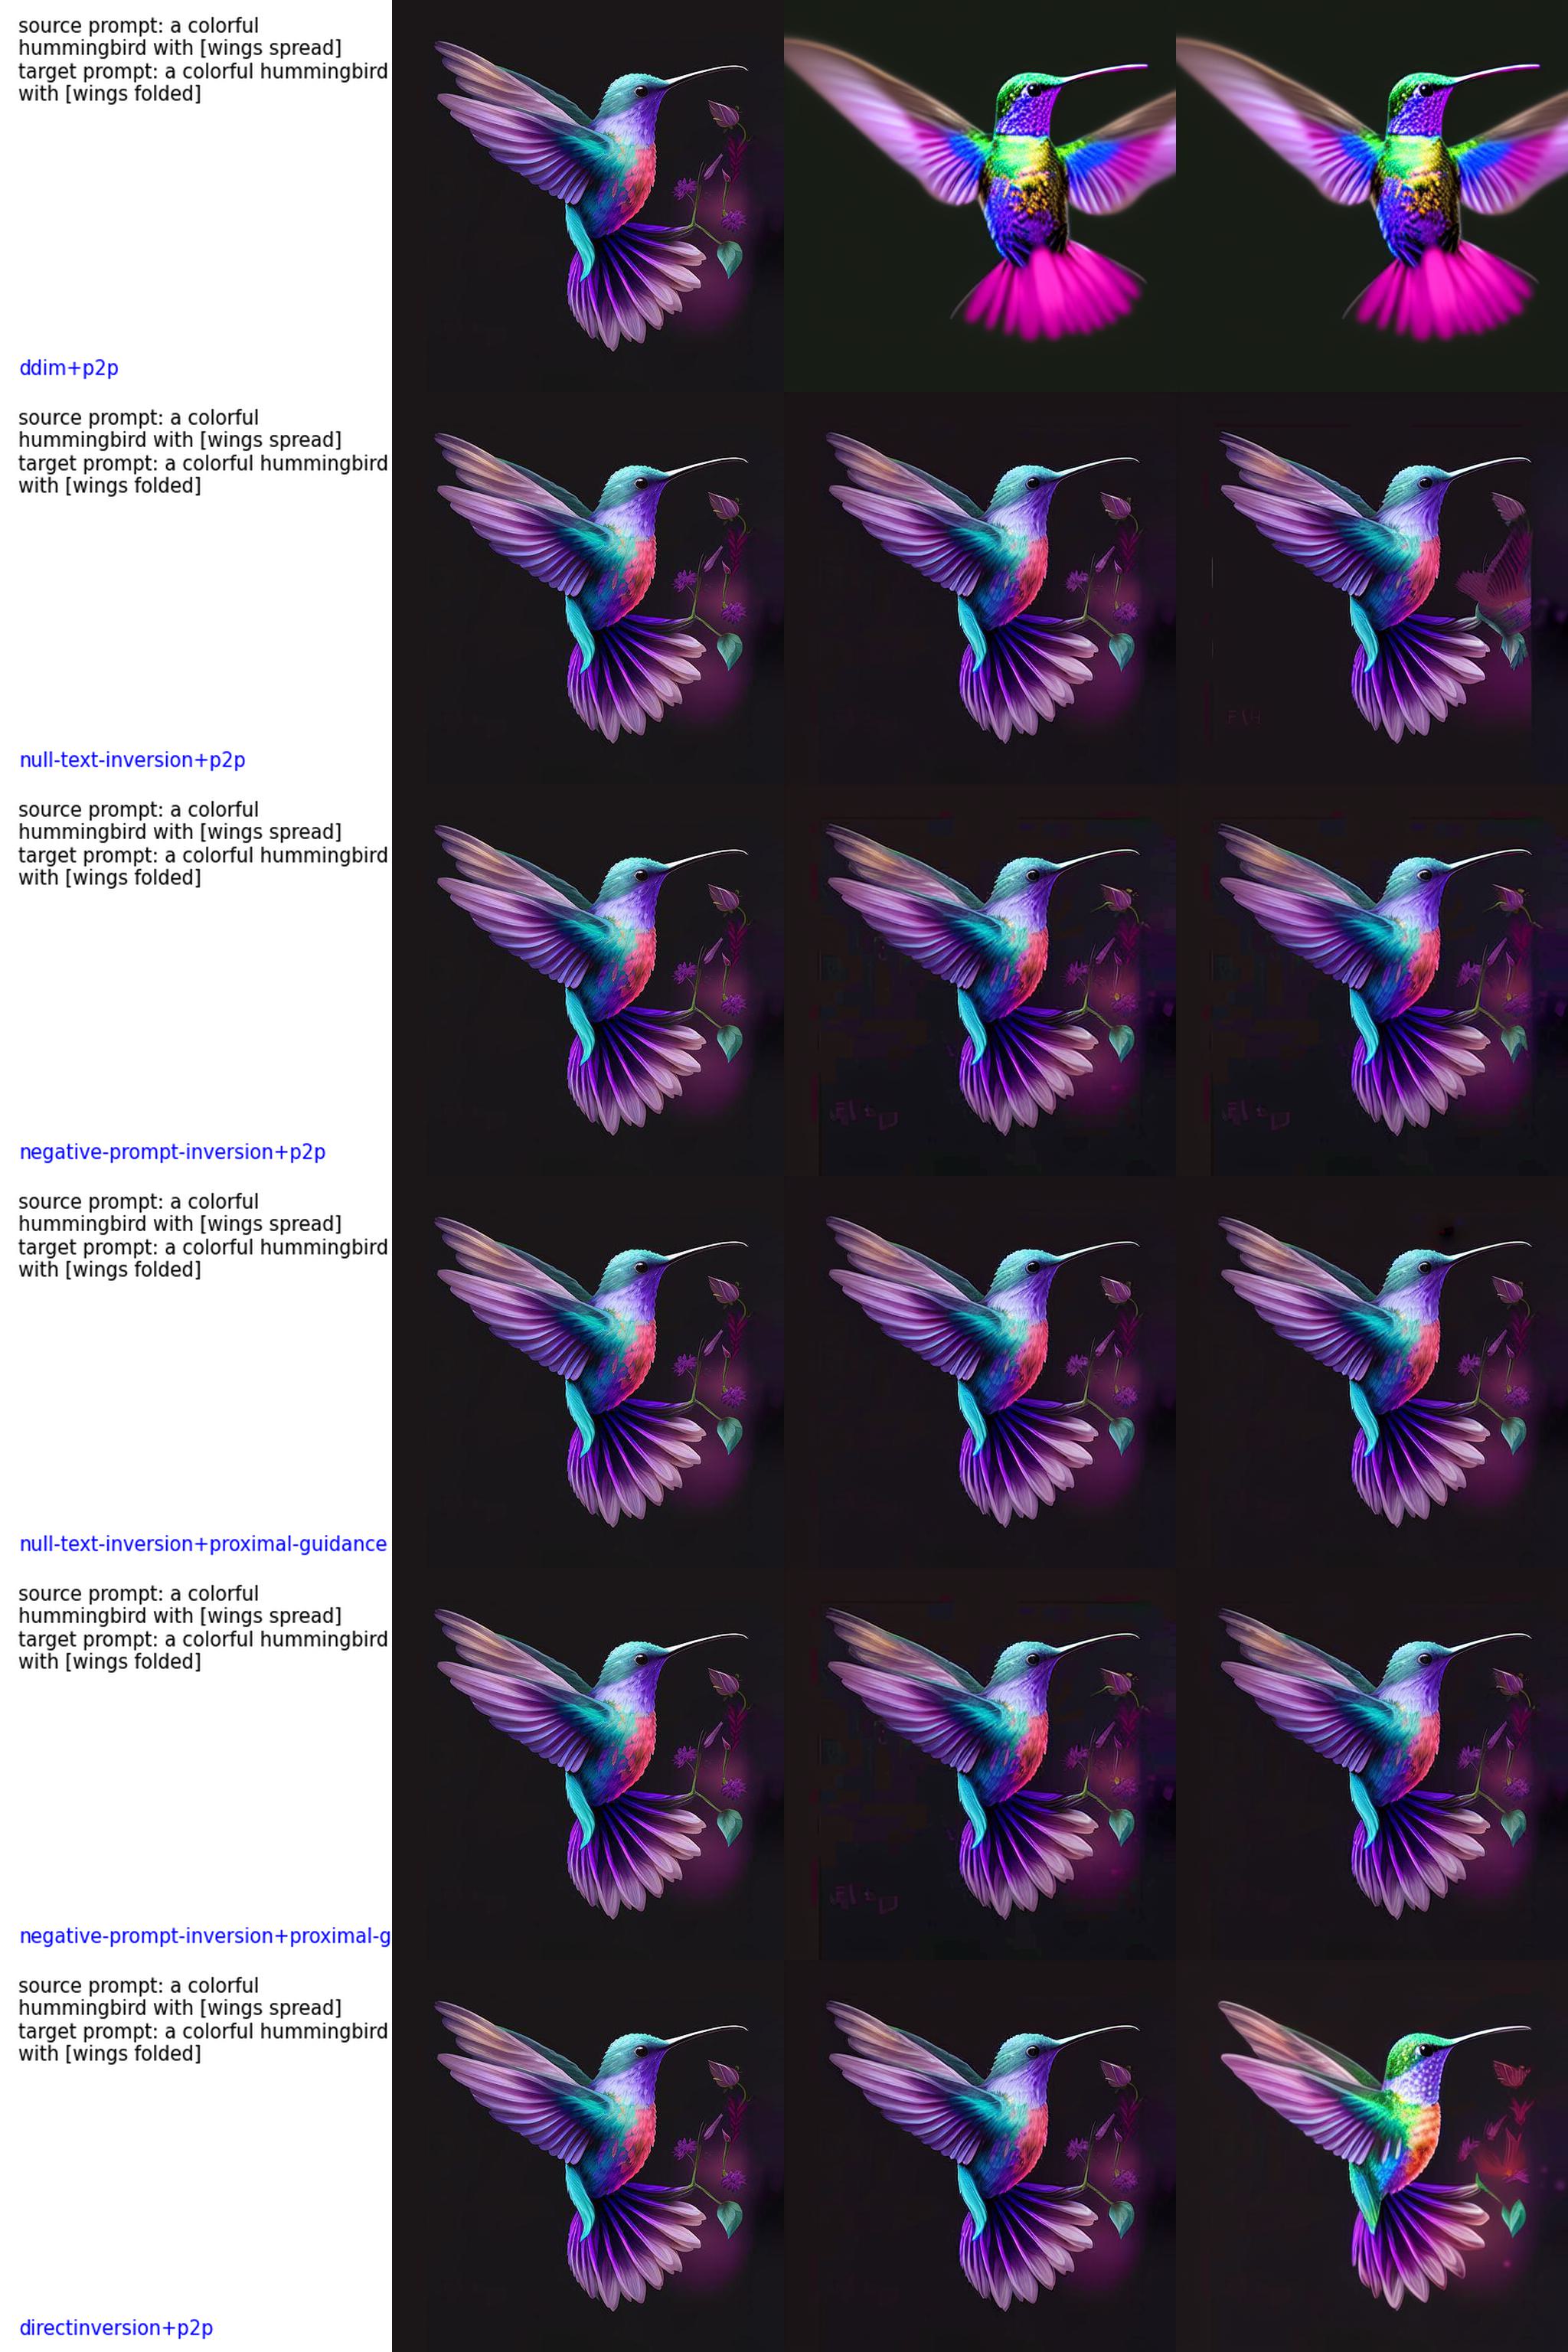 source prompt: a colorful
hummingbird with [wings spread]
target prompt: a colorful hummingbird
with [wings folded]
ddim+p2p
source prompt: a colorful
hummingbird with [wings spread]
target prompt: a colorful hummingbird
with [wings folded]
null-text-inversion+p2p
source prompt: a colorful
hummingbird with [wings spread]
target prompt: a colorful hummingbird
with [wings folded]
negative-prompt-inversion+p2p
source prompt: a colorful
hummingbird with [wings spread]
target prompt: a colorful hummingbird
with [wings folded]
null-text-inversion+proximal-guidance
source prompt: a colorful
hummingbird with [wings spread]
target prompt: a colorful hummingbird
with [wings folded]
negative-prompt-inversion+proximal-g
source prompt: a colorful
hummingbird with [wings spread]
target prompt: a colorful hummingbird
with [wings folded]
directinversion+p2p